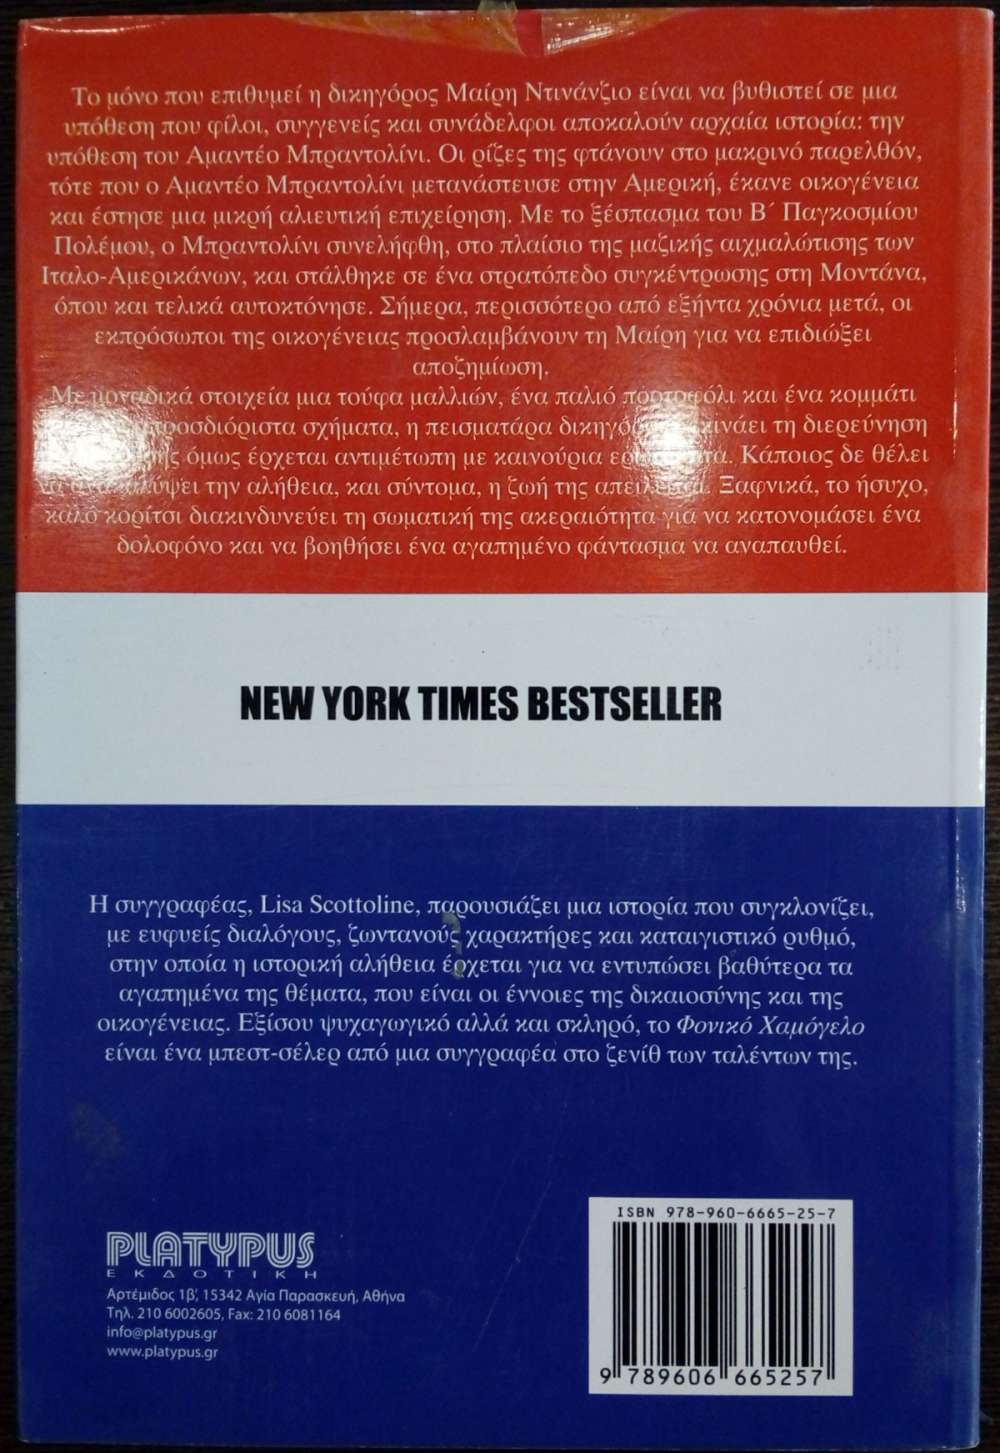 Το μόνο που επιθυμεί η δικηγόρος Μαίρη Ντινάνζιο είναι να βυθιστεί σε μια
υπόθεση που φίλοι, συγγενείς και συνάδελφοι αποκαλούν αρχαία ιστορία: την
υπόθεση του Αμαντέο Μπραντολίνι. Οι ρίζες της φτάνουν στο μακρινό παρελθόν,
τότε που ο Αμαντέο Μπραντολίνι μετανάστευσε στην Αμερική, έκανε οικογένεια
και έστησε μια μικρή αλιευτική επιχείρηση. Με το ξέσπασμα του Β΄ Παγκοσμίου
Πολέμου, ο Μπραντολίνι συνελήφθη, στο πλαίσιο της μαζικής αιχμαλώτισης των
Ιταλο-Αμερικάνων, και στάλθηκε σε ένα στρατόπεδο συγκέντρωσης στη Μοντάνα,
όπου και τελικά αυτοκτόνησε. Σήμερα, περισσότερο από εξήντα χρόνια μετά, οι
εκπρόσωποι της οικογένειας προσλαμβάνουν τη Μαίρη για να επιδιώξει
αποζημίωση.
Με μοναδικά στοιχεία μια τούφα μαλλιών, ένα παλιό πορτοφόλι και ένα κομμάτι
σχήματα, η πεισματάρα τη διερεύνηση
όμως έρχεται αντιμέτωπη με καινούρια Κάποιος δε θέλει
την αλήθεια, και σύντομα, η ζωή της απειλείται. Ξαφνικά, το ήσυχο,
καλό κορίτσι διακινδυνεύει τη σωματική της ακεραιότητα για να κατονομάσει ένα
δολοφόνο και να βοηθήσει ένα αγαπημένο φάντασμα να αναπαυθεί.
NEW YORK TIMES BESTSELLER
Η συγγραφέας, Lisa Scottoline, παρουσιάζει μια ιστορία που συγκλονίζει,
με ευφυείς διαλόγους, ζωντανούς χαρακτήρες και καταιγιστικό ρυθμό,
στην οποία η ιστορική αλήθεια έρχεται για να εντυπώσει βαθύτερα τα
αγαπημένα της θέματα, που είναι οι έννοιες της δικαιοσύνης και της
οικογένειας. Εξίσου ψυχαγωγικό αλλά και σκληρό, το Φονικό Χαμόγελο
είναι ένα μπεστ-σέλερ από μια συγγραφέα στο ζενίθ των ταλέντων της.
ISBN 978-960-6665-25-7
PLATYPUS
ΕΚΔΟΤΙΚΗ
Αρτέμιδος 1β', 15342 Αγία Παρασκευή, Αθήνα
Τηλ. 210 6002605, Fax: 210 6081164
info@platypus.gr
www.platypus.gr
9 789606 665257